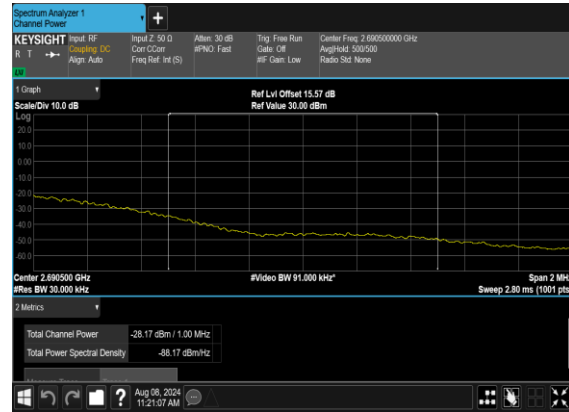 Spectrum Analyzer 1
Channel Power
KEYSIGHT Input: RF Input Z: 50 Ω Atten: 30 dB Trig: Free Run Center Freq: 2.690500000 GHz
R T Coupling: DC Corr CCorr #PNO: Fast Gate: Off Avg|Hold: 500/500
Align: Auto Freq Ref: Int (S) #IF Gain: Low Radio Std: None
1 Graph
Ref Lvl Offset 15.57 dB
Scale/Div 10.0 dB Ref Value 30.00 dBm
Log
20.0
10.0
0.00
-10.0
-20.0
-30.0
-40.0
-50.0
-60.0
Center 2.690500 GHz #Video BW 91.000 kHz* Span 2 MHz
#Res BW 30.000 kHz Sweep 2.80 ms (1001 pts)
2 Metrics
Total Channel Power -28.17 dBm / 1.00 MHz
Total Power Spectral Density -88.17 dBm/Hz
?
Aug 08, 2024
11:21:07 AM